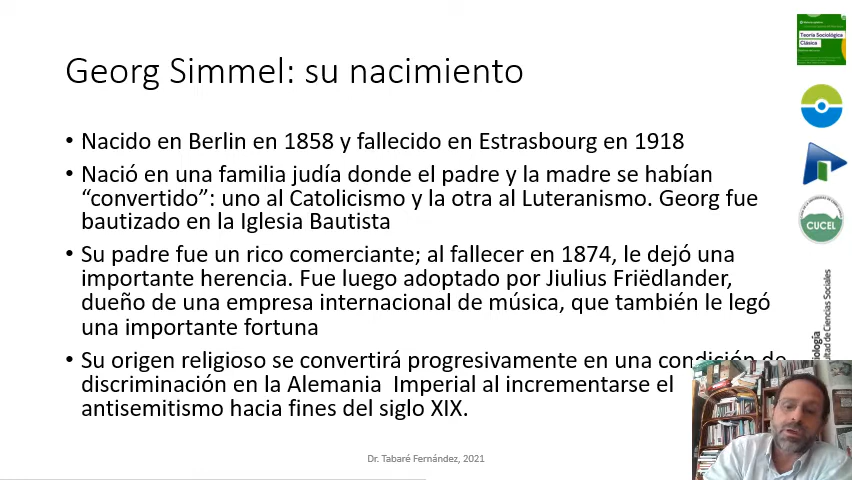 Georg Simmel: su nacimiento
• Nacido en Berlin en 1858 y fallecido en Estrasbourg en 1918
• Nació en una familia judía donde el padre y la madre se habían
“convertido”: uno al Catolicismo y la otra al Luteranismo. Georg fue
bautizado en la Iglesia Bautista
• Su padre fue un rico comerciante; al fallecer en 1874, le dejó una
importante herencia. Fue luego adoptado por Jiulius Friëdlander,
dueño de una empresa internacional de música, que también le legó
una importante fortuna
• Su origen religioso se convertirá progresivamente en una condición de
discriminación en la Alemania  Imperial al incrementarse el
antisemitismo hacia fines del siglo XIX.
Dr. Tabaré Fernández, 2021
Teoría Sociológica
Clásica
CUCEL
Facultad de Ciencias Sociales